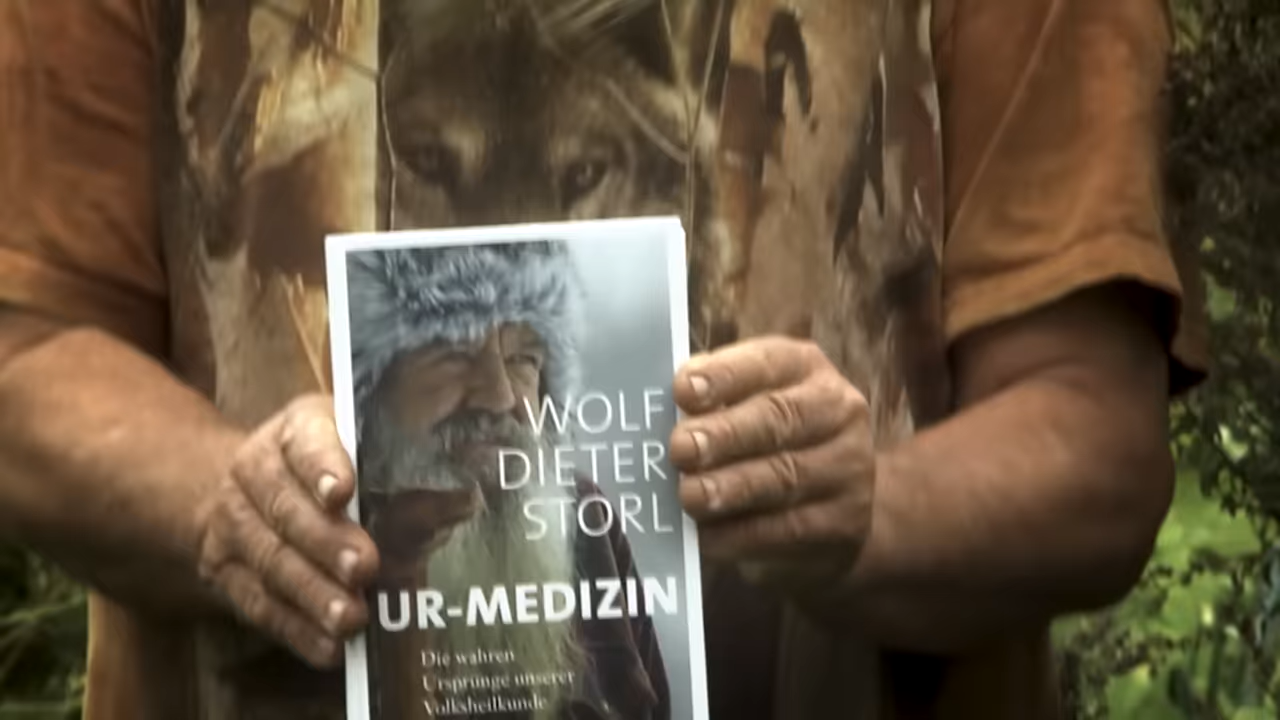 WOLF
DIETER
STORL
UR-MEDIZIN
Die wahren
Ursprünge unserer
Volksheilkunde